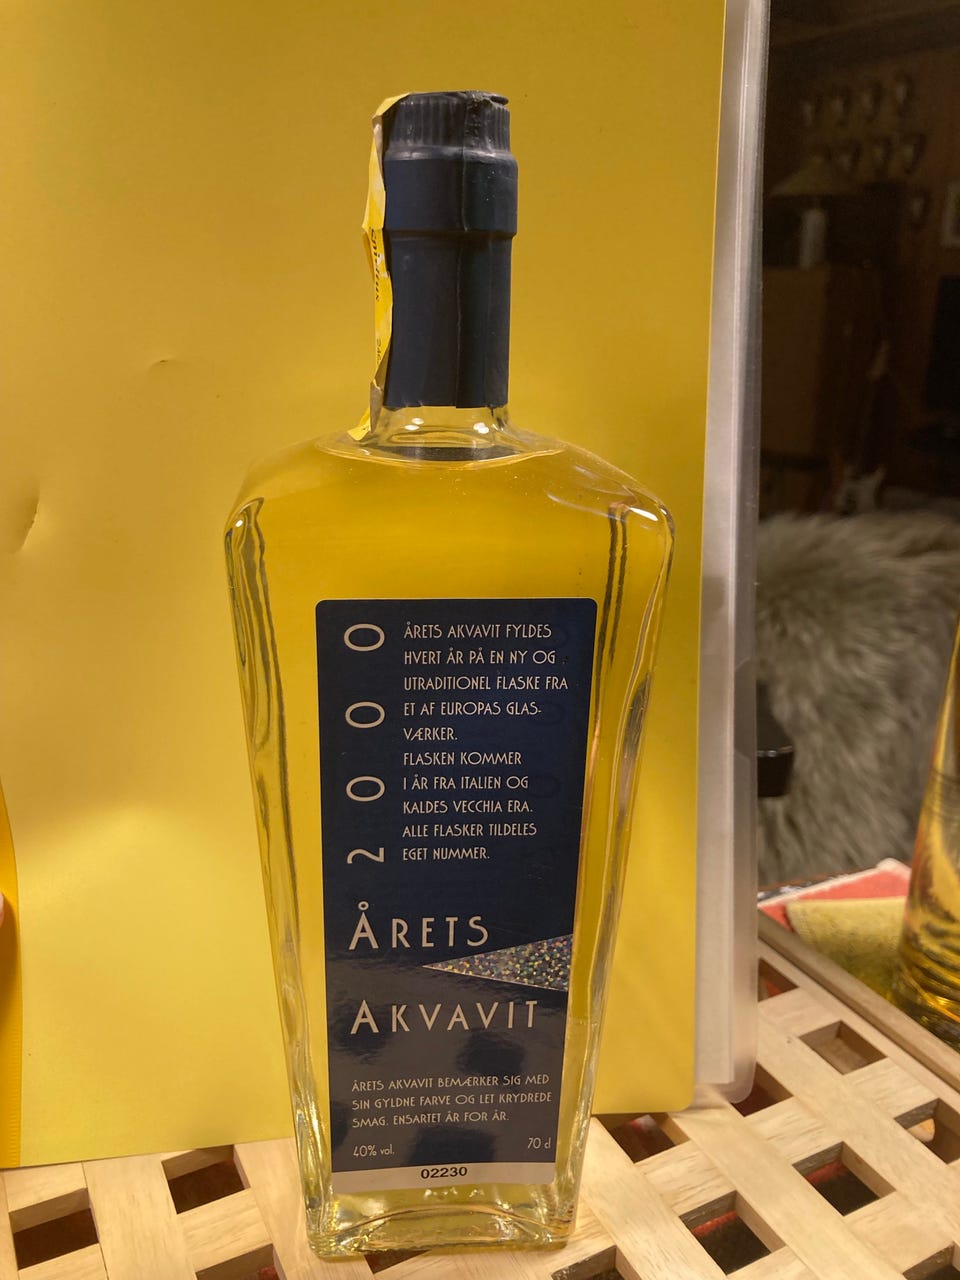 2000
ÅRETS AKVAVIT FYLDES
HVERT ÅR PÅ EN NY OG
UTRADITIONEL FLASKE FRA
ET AF EUROPAS GLAS-
VÆRKER.
FLASKEN KOMMER
I ÅR FRA ITALIEN OG
KALDES VECCHIA ERA.
ALLE FLASKER TILDELES
EGET NUMMER.
ÅRETS
AKVAVIT
ÅRETS AKVAVIT BEMÆRKER SIG MED
SIN GYLDNE FARVE OG LET KRYDREDE
SMAG. ENSARTET ÅR FOR ÅR.
40% vol. 70 cl
02230